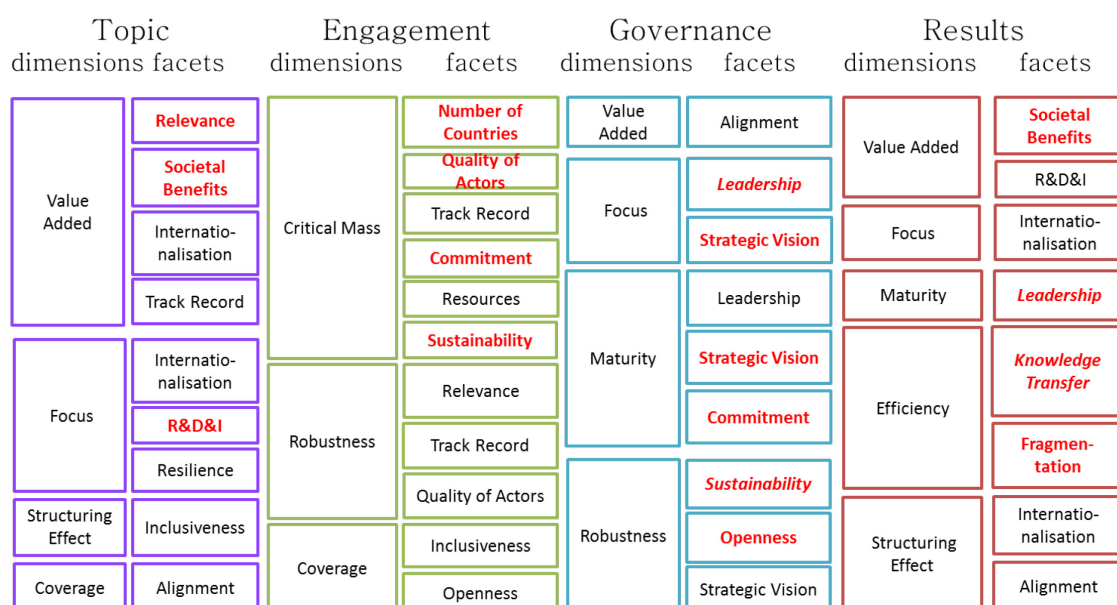 Topic
dimensions facets
Value
Added
Relevance
Societal
Benefits
Internatio-
nalisation
Track Record
Focus
Internatio-
nalisation
R&D&I
Resilience
Structuring
Effect
Inclusiveness
Coverage
Alignment
Engagement
dimensions facets
Critical Mass
Number of
Countries
Quality of
Actors
Track Record
Commitment
Resources
Sustainability
Robustness
Relevance
Track Record
Quality of Actors
Coverage
Inclusiveness
Openness
Governance
dimensions facets
Value
Added
Alignment
Focus
Leadership
Strategic Vision
Maturity
Leadership
Strategic Vision
Commitment
Robustness
Sustainability
Openness
Strategic Vision
Results
dimensions facets
Value Added
Societal
Benefits
R&D&I
Focus
Internatio-
nalisation
Maturity
Leadership
Efficiency
Knowledge
Transfer
Fragmen-
tation
Structuring
Effect
Internatio-
nalisation
Alignment